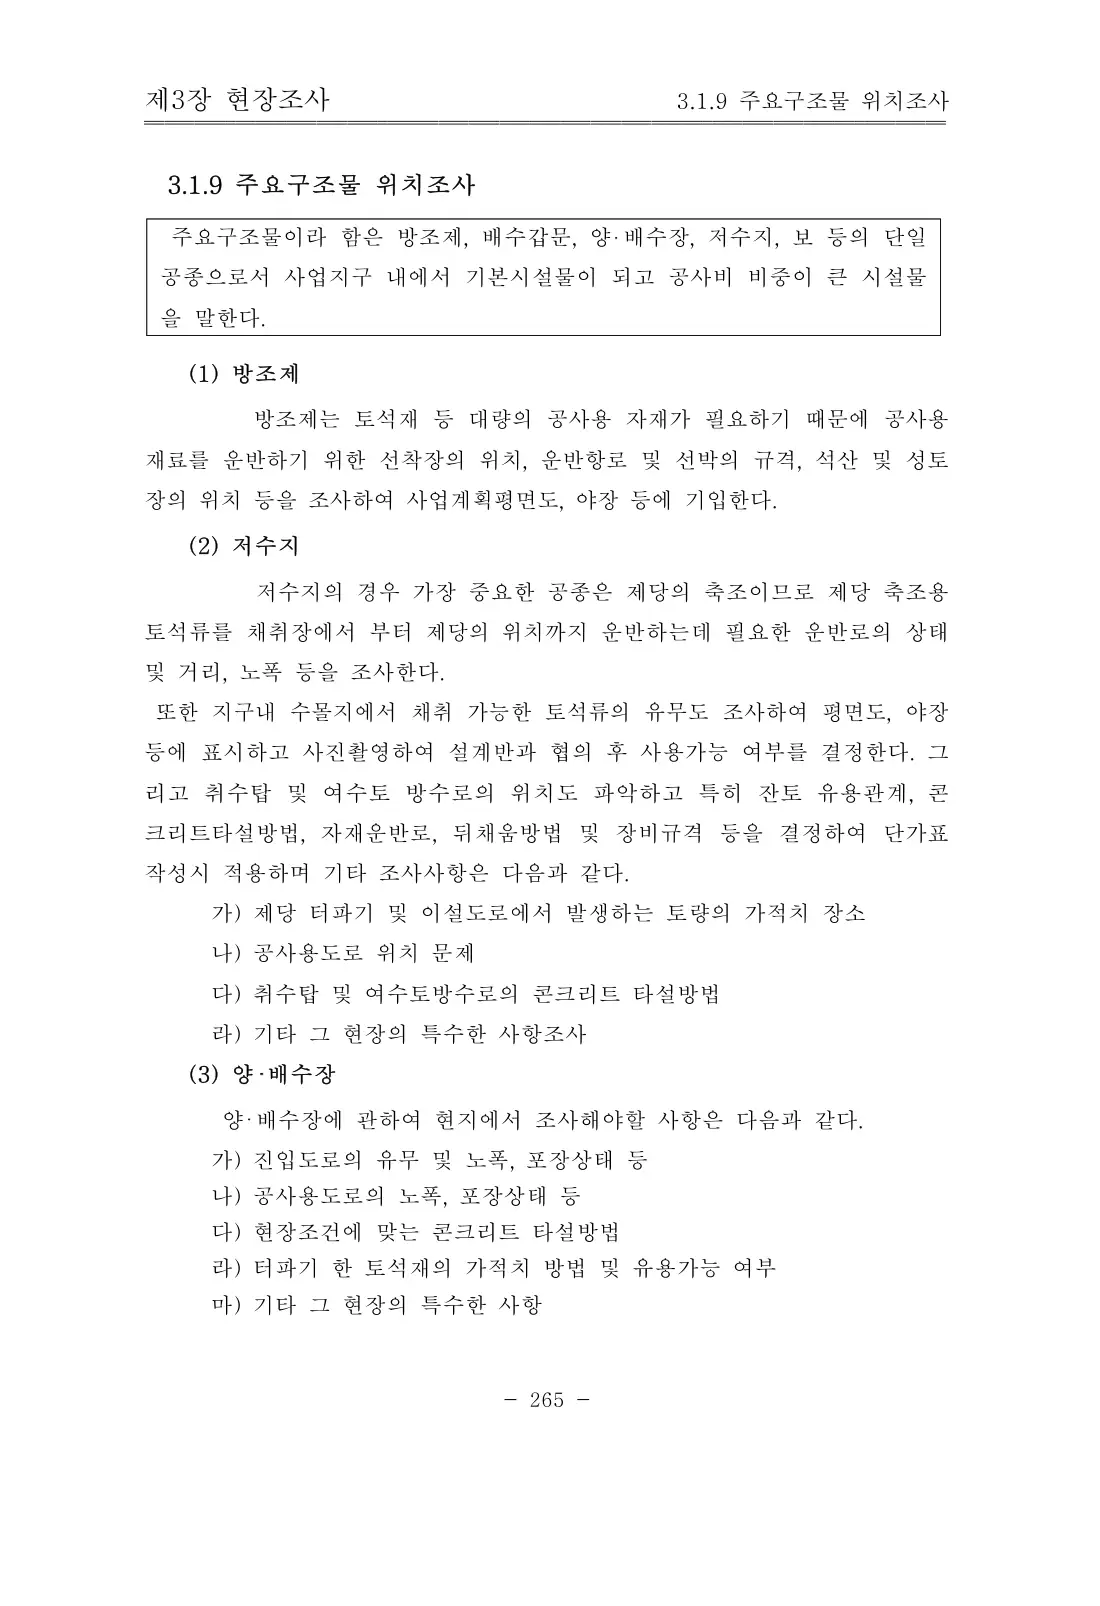 제3장 현장조사
3.1.9 주요구조물 위치조사
3.1.9 주요구조물 위치조사
주요구조물이라 함은 방조제, 배수갑문, 양·배수장, 저수지, 보 등의 단일
공종으로서 사업지구 내에서 기본시설물이 되고 공사비 비중이 큰 시설물
을 말한다.
(1) 방조제
방조제는 토석재 등 대량의 공사용 자재가 필요하기 때문에 공사용
재료를 운반하기 위한 선착장의 위치, 운반항로 및 선박의 규격, 석산 및 성토
장의 위치 등을 조사하여 사업계획평면도, 야장 등에 기입한다.
(2) 저수지
저수지의 경우 가장 중요한 공종은 제당의 축조이므로 제당 축조용
토석류를 채취장에서 부터 제당의 위치까지 운반하는데 필요한 운반로의 상태
및 거리, 노폭 등을 조사한다.
또한 지구내 수몰지에서 채취 가능한 토석류의 유무도 조사하여 평면도, 야장
등에 표시하고 사진촬영하여 설계반과 협의 후 사용가능 여부를 결정한다. 그
리고 취수탑 및 여수토 방수로의 위치도 파악하고 특히 잔토 유용관계, 콘
크리트타설방법, 자재운반로, 뒤채움방법 및 장비규격 등을 결정하여 단가표
작성시 적용하며 기타 조사사항은 다음과 같다.
가) 제당 터파기 및 이설도로에서 발생하는 토량의 가적치 장소
나) 공사용도로 위치 문제
다) 취수탑 및 여수토방수로의 콘크리트 타설방법
라) 기타 그 현장의 특수한 사항조사
(3) 양·배수장
양·배수장에 관하여 현지에서 조사해야할 사항은 다음과 같다.
가) 진입도로의 유무 및 노폭, 포장상태 등
나) 공사용도로의 노폭, 포장상태 등
다) 현장조건에 맞는 콘크리트 타설방법
라) 터파기 한 토석재의 가적치 방법 및 유용가능 여부
마) 기타 그 현장의 특수한 사항
- 265 -